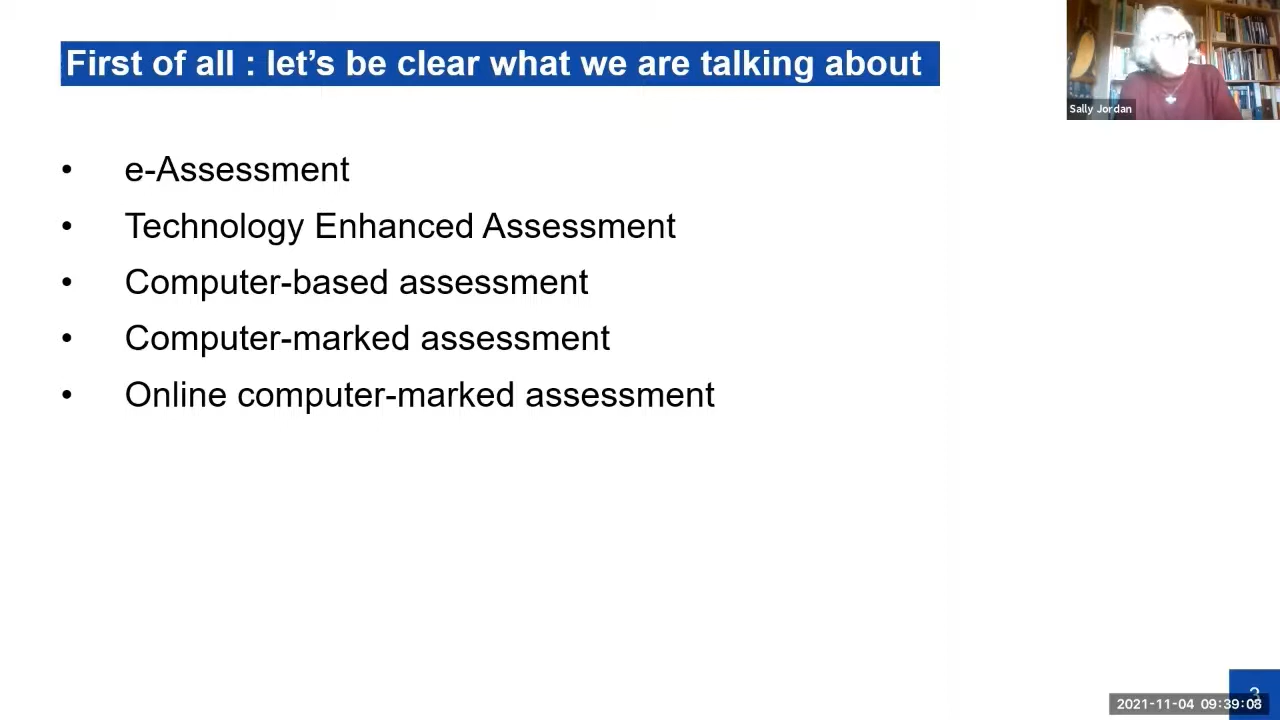 First of all : let's be clear what we are talking about
Sally Jordan
• e-Assessment
• Technology Enhanced Assessment
• Computer-based assessment
• Computer-marked assessment
• Online computer-marked assessment
3
2021-11-04 09:39:08